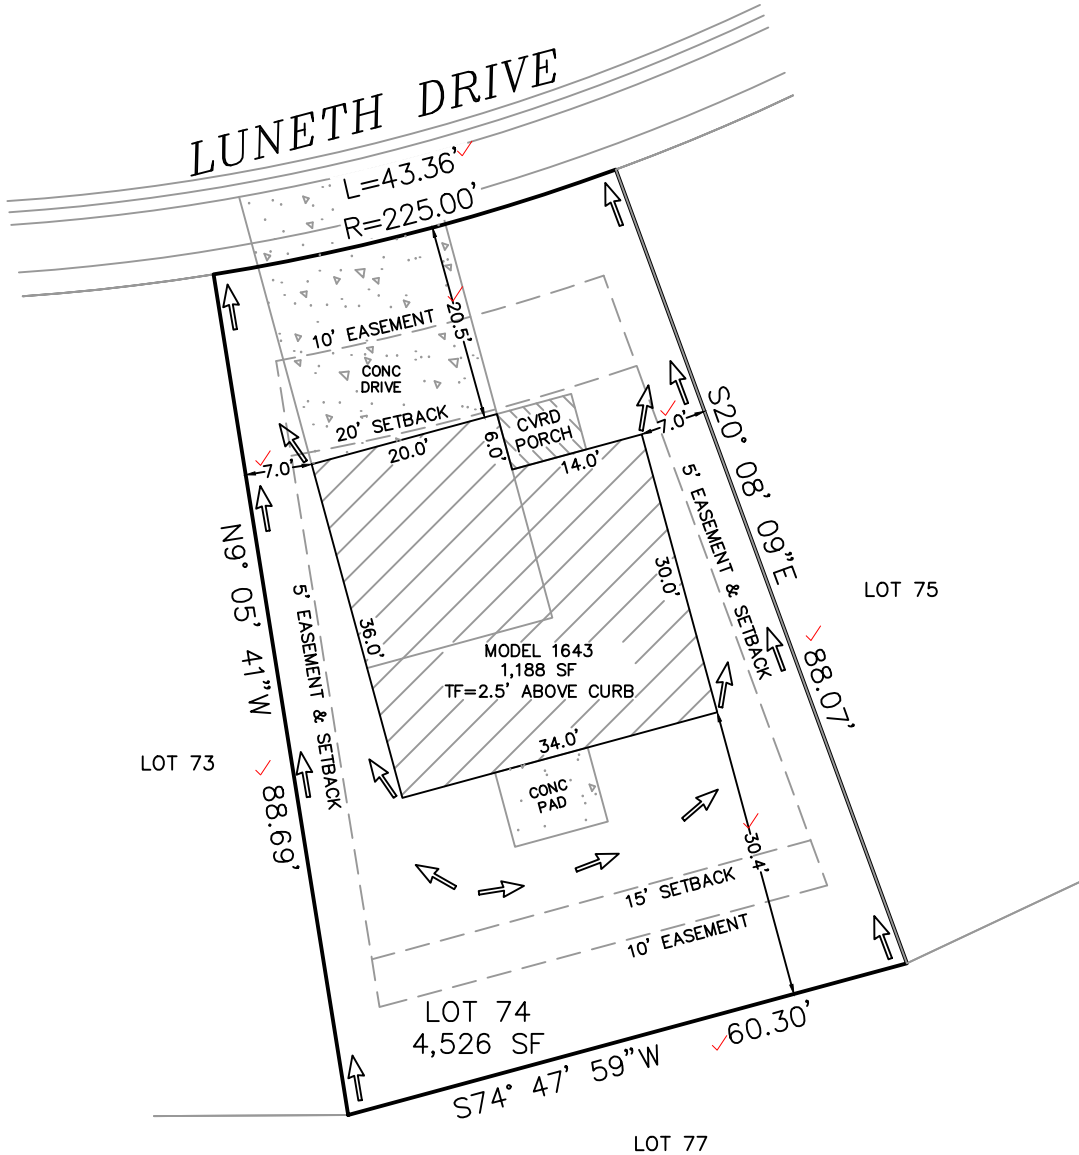 LUNETH DRIVE
L=43.36'
R=225.00'
20.5'
10' EASEMENT
CONC
DRIVE
20' SETBACK
20.0'
6.0'
CVRD
PORCH
14.0'
7.0'
7.0'
S20° 08' 09"E
88.07'
5' EASEMENT & SETBACK
N9° 05' 41"W
88.69'
5' EASEMENT & SETBACK
36.0'
30.0'
LOT 75
MODEL 1643
1,188 SF
TF=2.5' ABOVE CURB
34.0'
LOT 73
CONC
PAD
30.4'
15' SETBACK
10' EASEMENT
LOT 74
4,526 SF
S74° 47' 59"W
60.30'
LOT 77